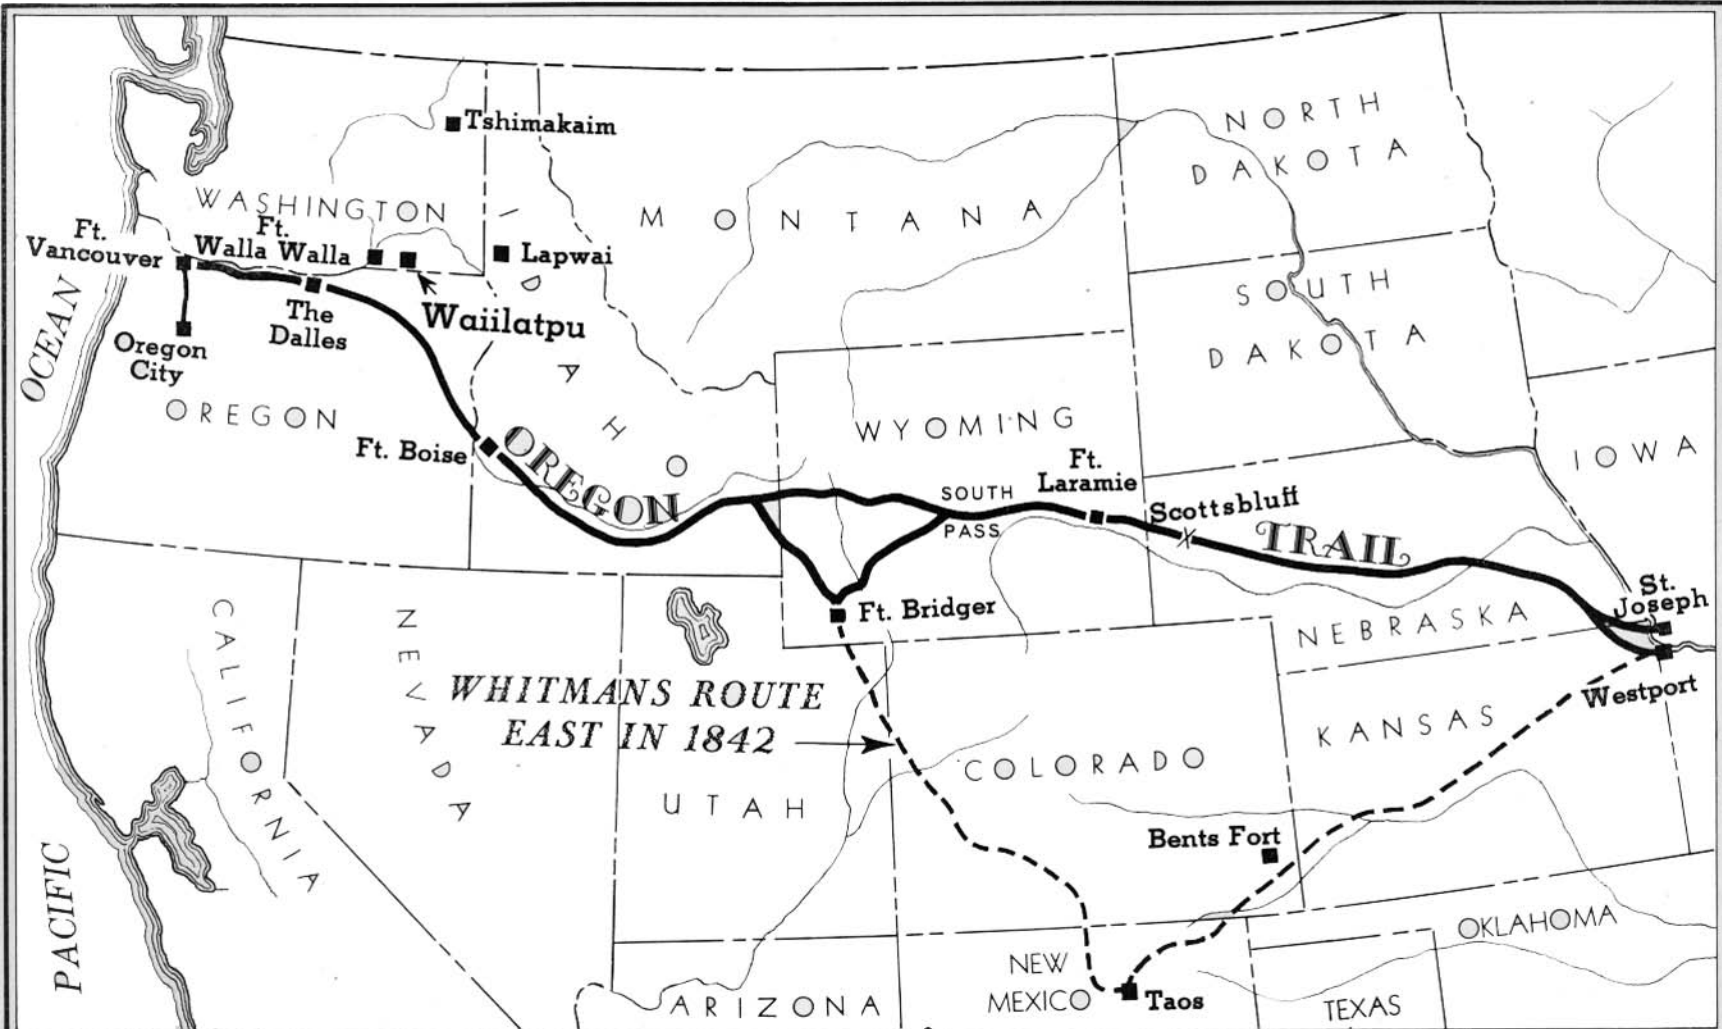 Tshimakaim
NORTH
DAKOTA
WASHINGTON
MONTANA
Ft.
Vancouver
Ft.
Walla Walla
Lapwai
IDAHO
Waiilatpu
The
Dalles
Oregon
City
OCEAN
SOUTH
DAKOTA
OREGON
WYOMING
IOWA
Ft. Boise
OREGON
SOUTH
PASS
Ft.
Laramie
Scottsbluff
TRAIL
St.
Joseph
Ft. Bridger
NEBRASKA
CALIFORNIA
NEVADA
WHITMANS ROUTE
EAST IN 1842
Westport
KANSAS
COLORADO
UTAH
Bents Fort
PACIFIC
OKLAHOMA
NEW
MEXICO
Taos
ARIZONA
TEXAS